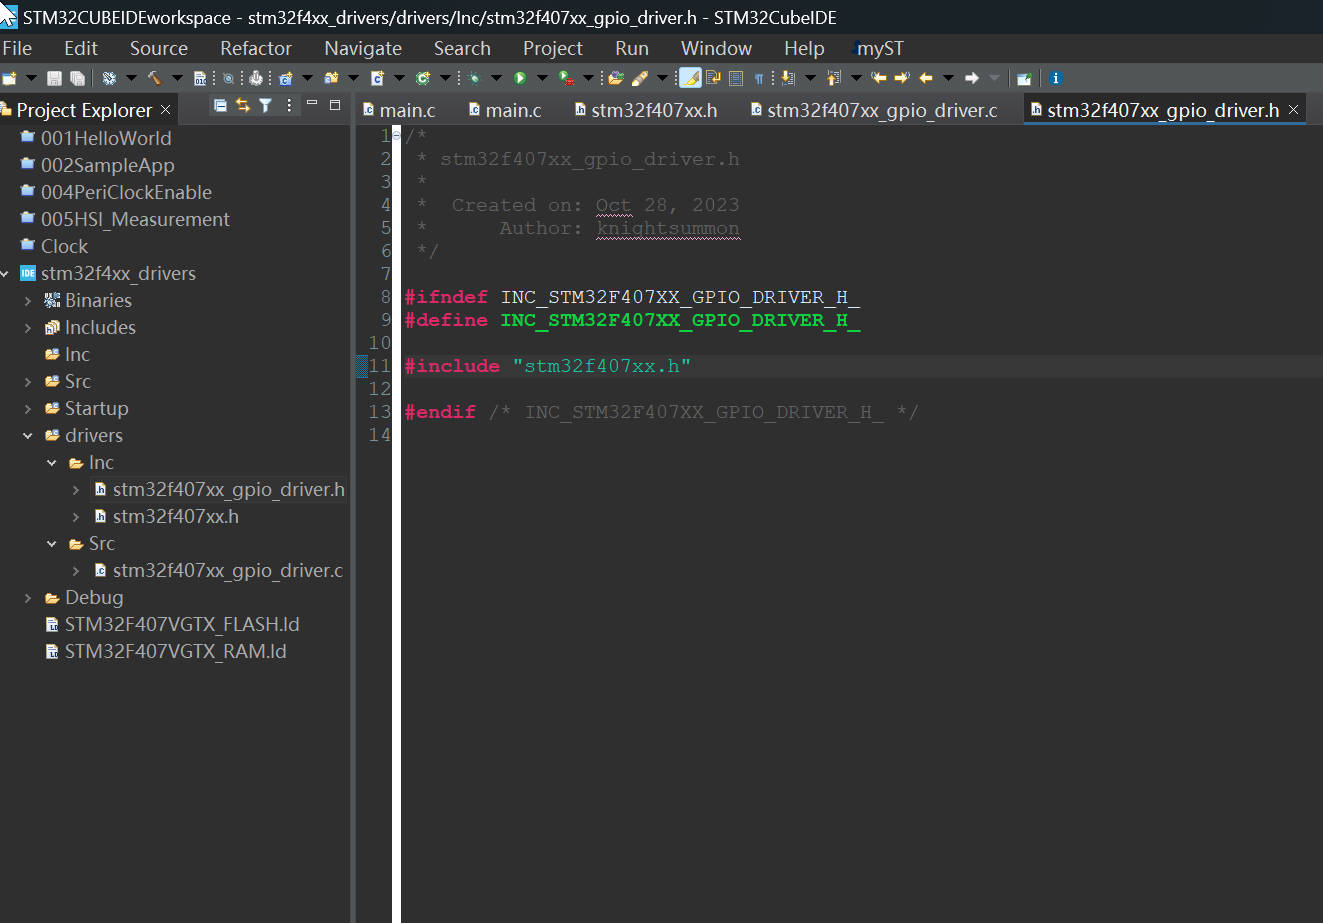 STM32CUBEIDEworkspace - stm32f4xx_drivers/drivers/Inc/stm32f407xx_gpio_driver.h - STM32CubeIDE
File Edit Source Refactor Navigate Search Project Run Window Help myST
Project Explorer
main.c main.c stm32f407xx.h stm32f407xx_gpio_driver.c stm32f407xx_gpio_driver.h
001HelloWorld
002SampleApp
004PeriClockEnable
005HSI_Measurement
Clock
IDE stm32f4xx_drivers
Binaries
Includes
Inc
Src
Startup
drivers
Inc
stm32f407xx_gpio_driver.h
stm32f407xx.h
Src
stm32f407xx_gpio_driver.c
Debug
STM32F407VGTX_FLASH.ld
STM32F407VGTX_RAM.ld
1 /*
2 * stm32f407xx_gpio_driver.h
3 *
4 * Created on: Oct 28, 2023
5 * Author: knightsummon
6 */
7
8 #ifndef INC_STM32F407XX_GPIO_DRIVER_H_
9 #define INC_STM32F407XX_GPIO_DRIVER_H_
10
11 #include "stm32f407xx.h"
12
13 #endif /* INC_STM32F407XX_GPIO_DRIVER_H_ */
14